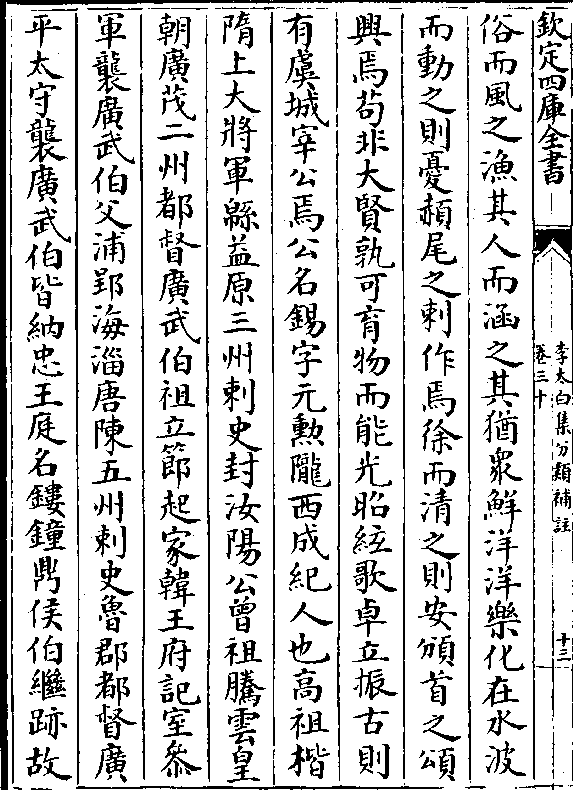 欽定四庫全書
李太白集分類補註
卷三十
十三
俗而風之漁其人而涵之其猶衆鮮洋洋樂化在水波
而動之則憂赬尾之刺作焉徐而清之則安頒首之頌
興焉苟非大賢孰可育物而能光昭絃歌卓立振古則
有虞城宰公焉公名錫字元勲隴西成紀人也高祖楷
隋上大將軍緜益原三州刺史封汝陽公曾祖騰雲皇
朝廣茂二州都督廣武伯祖立節起家韓王府記室叅
軍襲廣武伯父浦郢海淄唐陳五州刺史魯郡都督廣
平太守襲廣武伯皆納忠王庭名鏤鐘鼎侯伯繼跡故